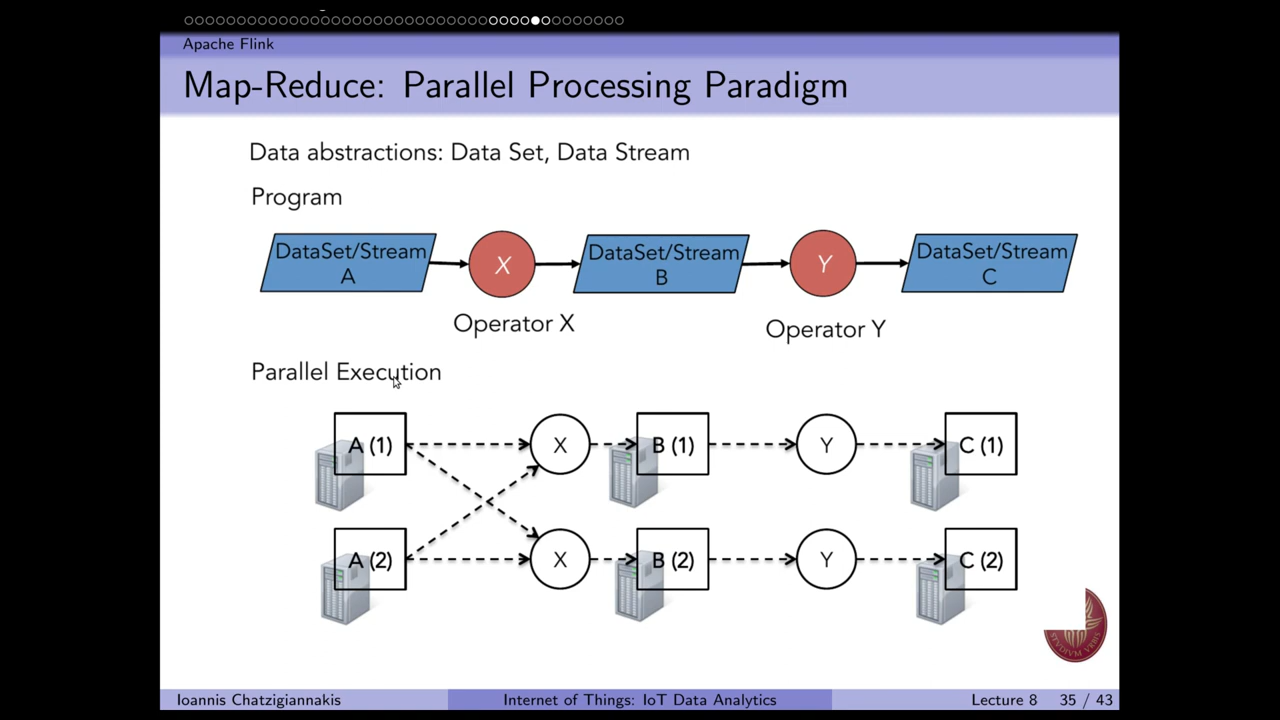 Apache Flink
Map-Reduce: Parallel Processing Paradigm
Data abstractions: Data Set, Data Stream
Program
DataSet/Stream
A
X
DataSet/Stream
B
Y
DataSet/Stream
C
Operator X
Operator Y
Parallel Execution
A (1)
X
B (1)
Y
C (1)
A (2)
X
B (2)
Y
C (2)
STVDIVM VRBIS
Ioannis Chatzigiannakis
Internet of Things: IoT Data Analytics
Lecture 8
35 / 43